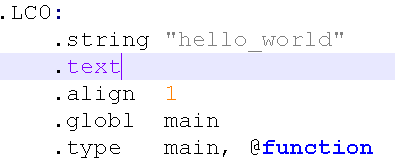 .LC0:
.string "hello_world"
.text
.align 1
.globl main
.type main, @function